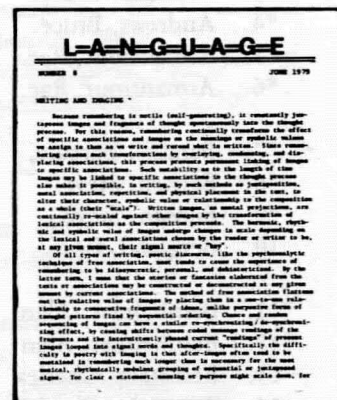 L=A=N=G=U=A=G=E
NUMBER 8 JUNE 1979
WRITING AND IMAGING
Because remembering is motile (self-generating), it constantly jux-
taposes images and fragments of thought spontaneously into the thought
process. For this reason, remembering continually transforms the effect
of specific associations and images on the meanings or symbolic values
we assign to them as we write and reread what is written. Since remem-
bering causes such transformations by overlaying, condensing, and dis-
placing associations, this process prevents permanent linking of images
to specific associations. Such mutability as to the length of time
images may be linked to specific associations in the thought process
also makes it possible, in writing, by such methods as juxtaposition,
aural association, repetition, and physical placement in the text, to
alter their character, symbolic value or relationship to the composition
as a whole (their "scale"). Written images, as mental projections, are
continually re-scaled against other images by the transformation of
lexical associations as the composition proceeds. The harmonic, rhyth-
mic and symbolic value of images undergo changes in scale depending on
the lexical and aural associations chosen by the reader or writer to be,
at any given moment, their signal source or "key".
Of all types of writing, poetic discourse, like the psychoanalytic
technique of free association, must tends to cause the experience of
remembering to be idiosyncratic, personal, and dehistoricized. By the
latter term, I mean that the stories or fantasies elaborated from the
texts or associations may be constructed or deconstructed at any given
moment by current associations. The method of free association flattens
out the relative value of images by placing them in a one-to-one rela-
tionship to consecutive fragments of ideas, unlike purposive forms of
thought patterns fixed by sequential ordering. Chance and random
sequencing of images can have a similar re-synchronizing/de-synchroni-
zing effect, by causing shifts between coded message readings of the
fragments and the intermittently phased current "readings" of present
images looped into signal words and thoughts. Specifically the diffi-
culty in poetry with imaging is that after-images often tend to be
sustained in remembering much longer than is necessary for the most
musical, rhythmically modulated grouping of sequential or juxtaposed
signs. Too clear a statement, meaning or purpose might scale down, for
*4. Andrews, Bruce
*6.